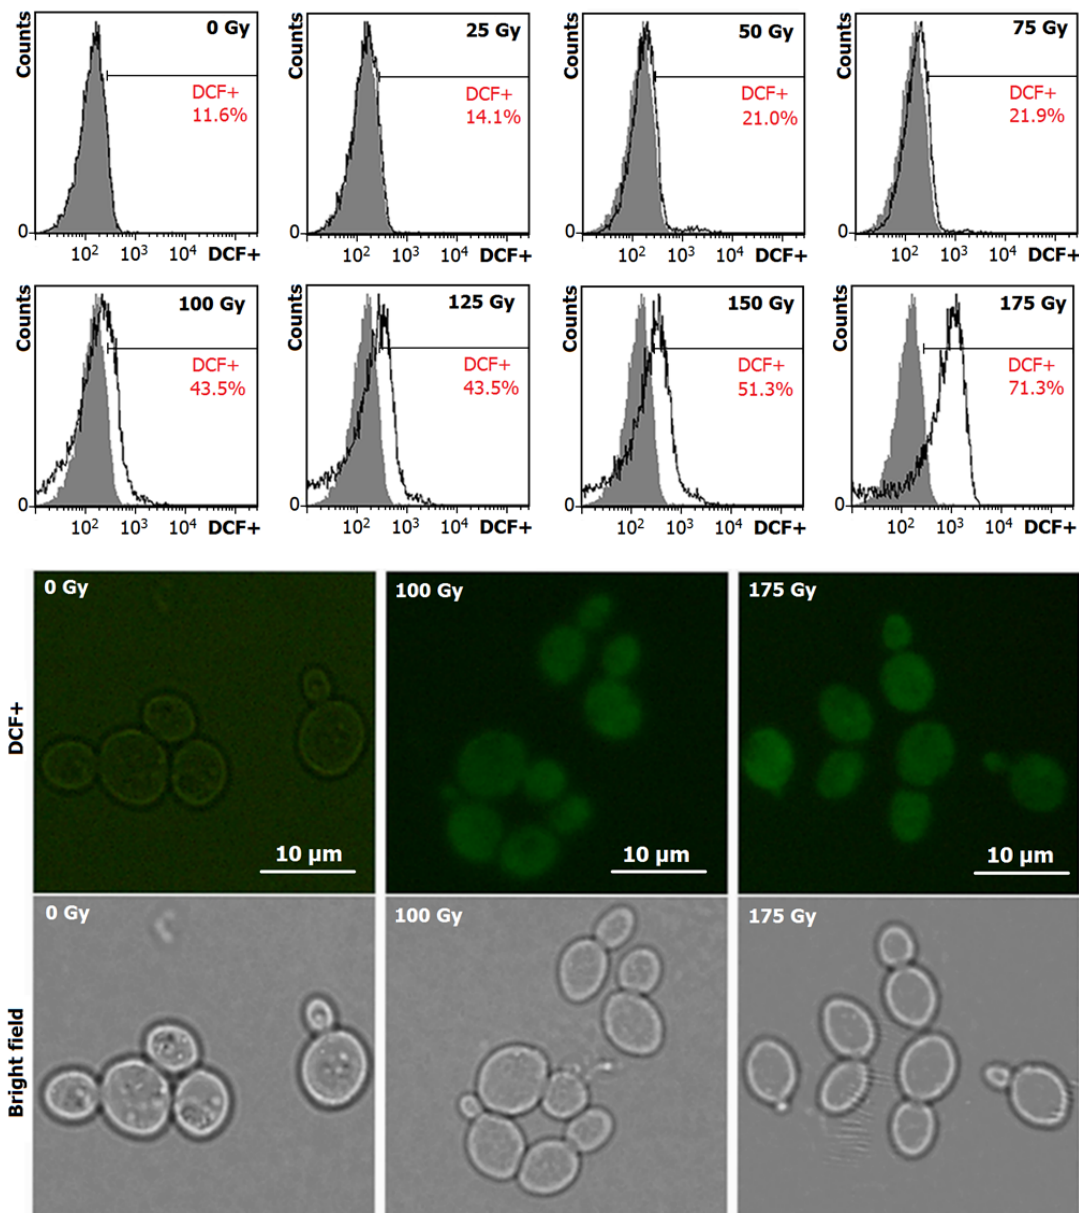 Counts 0 Gy DCF+ 11.6% 0 10² 10³ 10⁴ DCF+
Counts 25 Gy DCF+ 14.1% 0 10² 10³ 10⁴ DCF+
Counts 50 Gy DCF+ 21.0% 0 10² 10³ 10⁴ DCF+
Counts 75 Gy DCF+ 21.9% 0 10² 10³ 10⁴ DCF+
Counts 100 Gy DCF+ 43.5% 0 10² 10³ 10⁴ DCF+
Counts 125 Gy DCF+ 43.5% 0 10² 10³ 10⁴ DCF+
Counts 150 Gy DCF+ 51.3% 0 10² 10³ 10⁴ DCF+
Counts 175 Gy DCF+ 71.3% 0 10² 10³ 10⁴ DCF+
DCF+
0 Gy
10 µm
100 Gy
10 µm
175 Gy
10 µm
Bright field
0 Gy
100 Gy
175 Gy